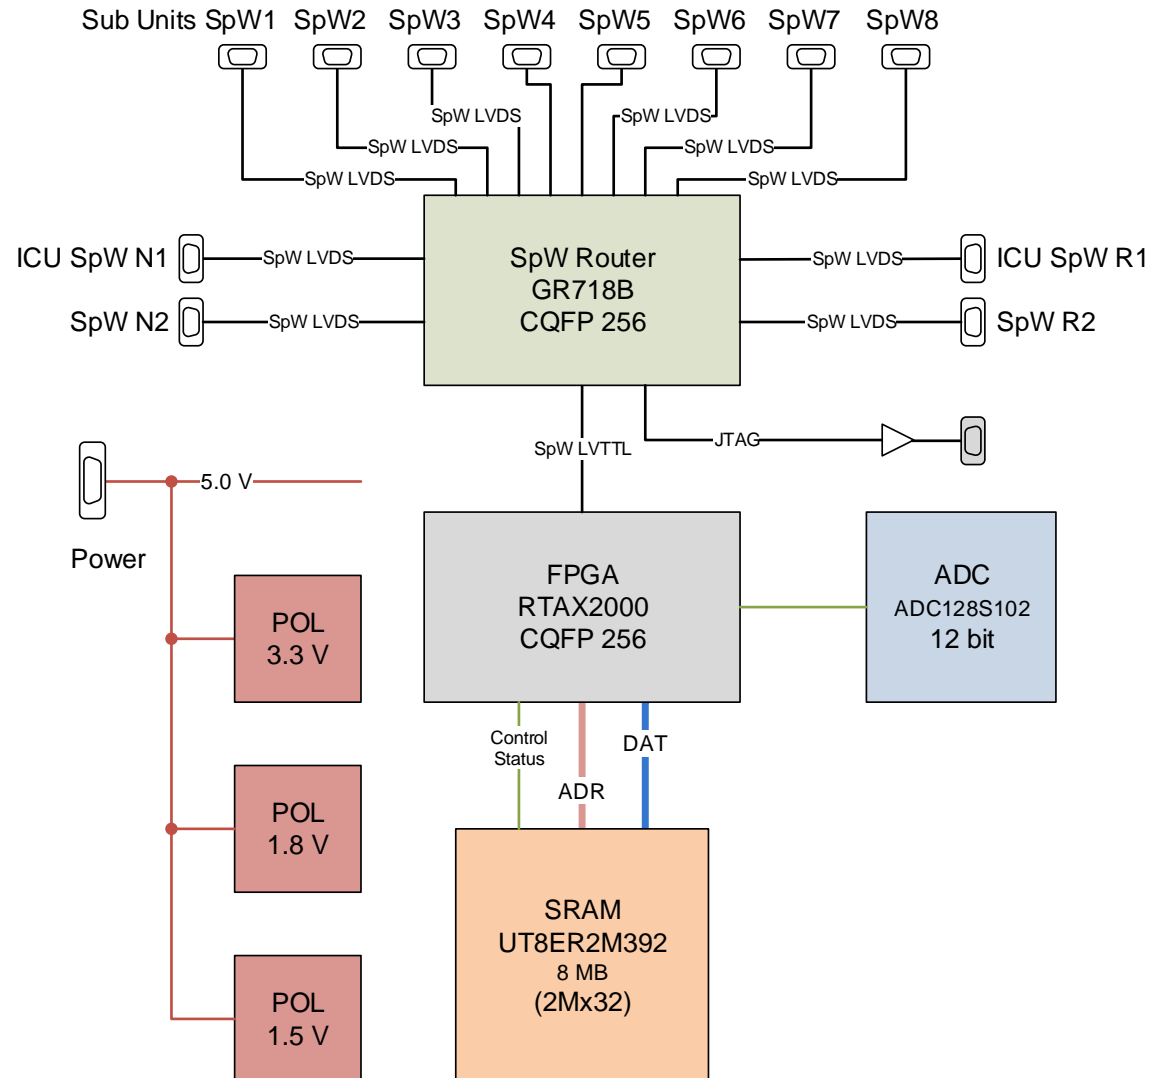 Sub Units SpW1 SpW2 SpW3 SpW4 SpW5 SpW6 SpW7 SpW8
SpW LVDS SpW LVDS
SpW LVDS SpW LVDS
SpW LVDS SpW LVDS
ICU SpW N1 SpW LVDS
SpW N2 SpW LVDS
SpW Router
GR718B
CQFP 256
SpW LVDS ICU SpW R1
SpW LVDS SpW R2
SpW LVTTL
JTAG
5.0 V
Power
POL
3.3 V
POL
1.8 V
POL
1.5 V
FPGA
RTAX2000
CQFP 256
ADC
ADC128S102
12 bit
Control
Status
ADR
DAT
SRAM
UT8ER2M392
8 MB
(2Mx32)